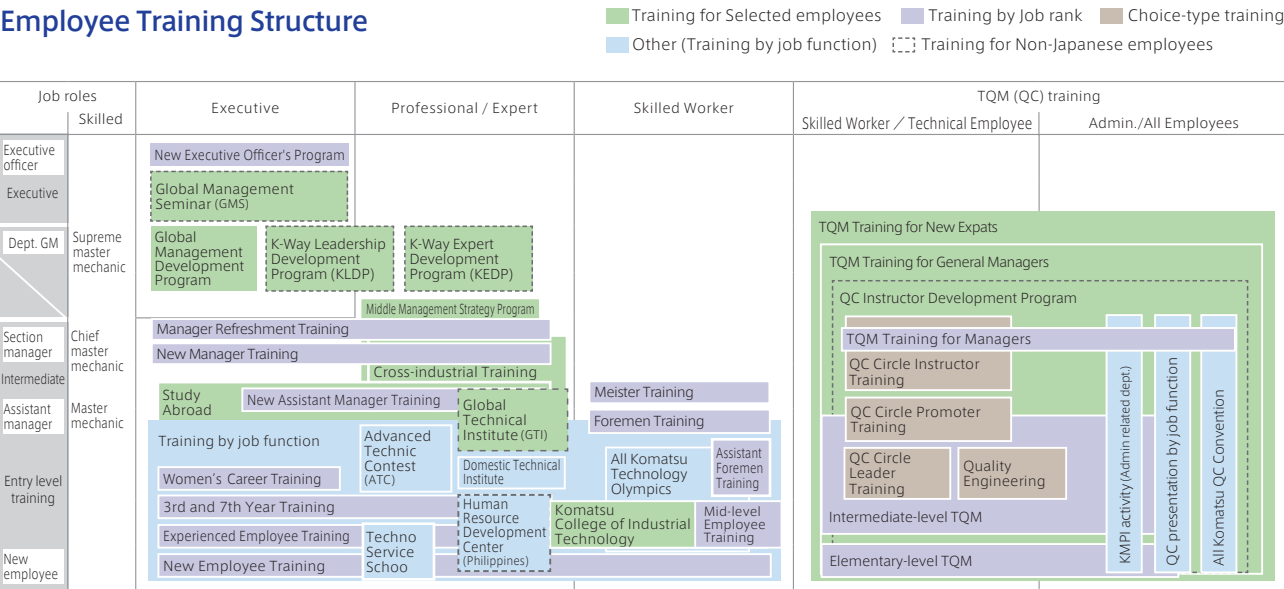 Employee Training Structure
Training for Selected employees
Training by Job rank
Choice-type training
Other (Training by job function)
Training for Non-Japanese employees
Job roles
Skilled
Executive
Professional / Expert
Skilled Worker
TQM (QC) training
Skilled Worker / Technical Employee
Admin./All Employees
Executive
officer
Executive
Dept. GM
Supreme
master
mechanic
Section
manager
Chief
master
mechanic
Intermediate
Assistant
manager
Master
mechanic
Entry level
training
New
employee
New Executive Officer's Program
Global Management
Seminar (GMS)
Global
Management
Development
Program
K-Way Leadership
Development
Program (KLDP)
K-Way Expert
Development
Program (KEDP)
Middle Management Strategy Program
Manager Refreshment Training
New Manager Training
Cross-industrial Training
Study
Abroad
New Assistant Manager Training
Global
Technical
Institute (GTI)
Training by job function
Advanced
Technic
Contest
(ATC)
Domestic Technical
Institute
Women's Career Training
3rd and 7th Year Training
Experienced Employee Training
New Employee Training
Techno
Service
Schoo
Human
Resource
Development
Center
(Philippines)
Meister Training
Foremen Training
All Komatsu
Technology
Olympics
Assistant
Foremen
Training
Komatsu
College of Industrial
Technology
Mid-level
Employee
Training
TQM Training for New Expats
TQM Training for General Managers
QC Instructor Development Program
TQM Training for Managers
QC Circle Instructor
Training
QC Circle Promoter
Training
QC Circle
Leader
Training
Quality
Engineering
Intermediate-level TQM
Elementary-level TQM
KMPI activity (Admin related dept.)
QC presentation by job function
All Komatsu QC Convention